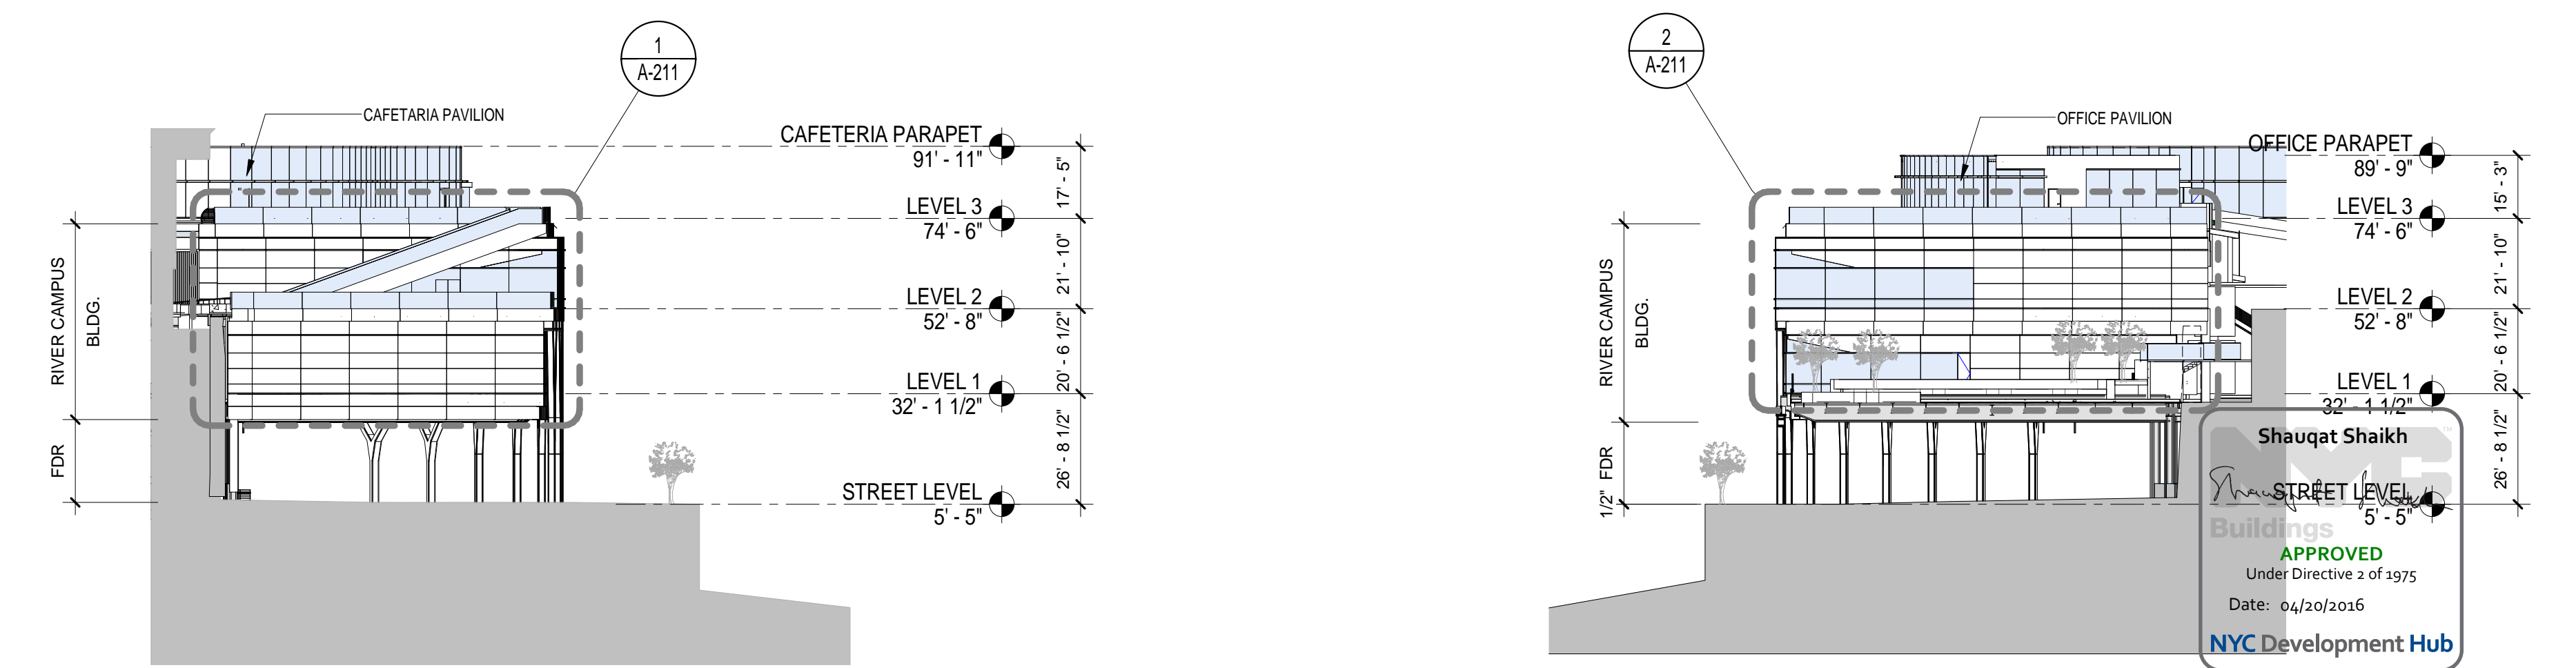 1
A-211
CAFETARIA PAVILION
CAFETERIA PARAPET
91' - 11"
17' - 5"
LEVEL 3
74' - 6"
21' - 10"
LEVEL 2
52' - 8"
20' - 6 1/2"
LEVEL 1
32' - 1 1/2"
26' - 8 1/2"
STREET LEVEL
5' - 5"
RIVER CAMPUS
BLDG.
FDR
2
A-211
OFFICE PAVILION
OFFICE PARAPET
89' - 9"
15' - 3"
LEVEL 3
74' - 6"
21' - 10"
LEVEL 2
52' - 8"
20' - 6 1/2"
LEVEL 1
32' - 1 1/2"
26' - 8 1/2"
STREET LEVEL
5' - 5"
RIVER CAMPUS
BLDG.
FDR
1/2"
Shauqat Shaikh
NYC
™
Buildings
APPROVED
Under Directive 2 of 1975
Date: 04/20/2016
NYC Development Hub